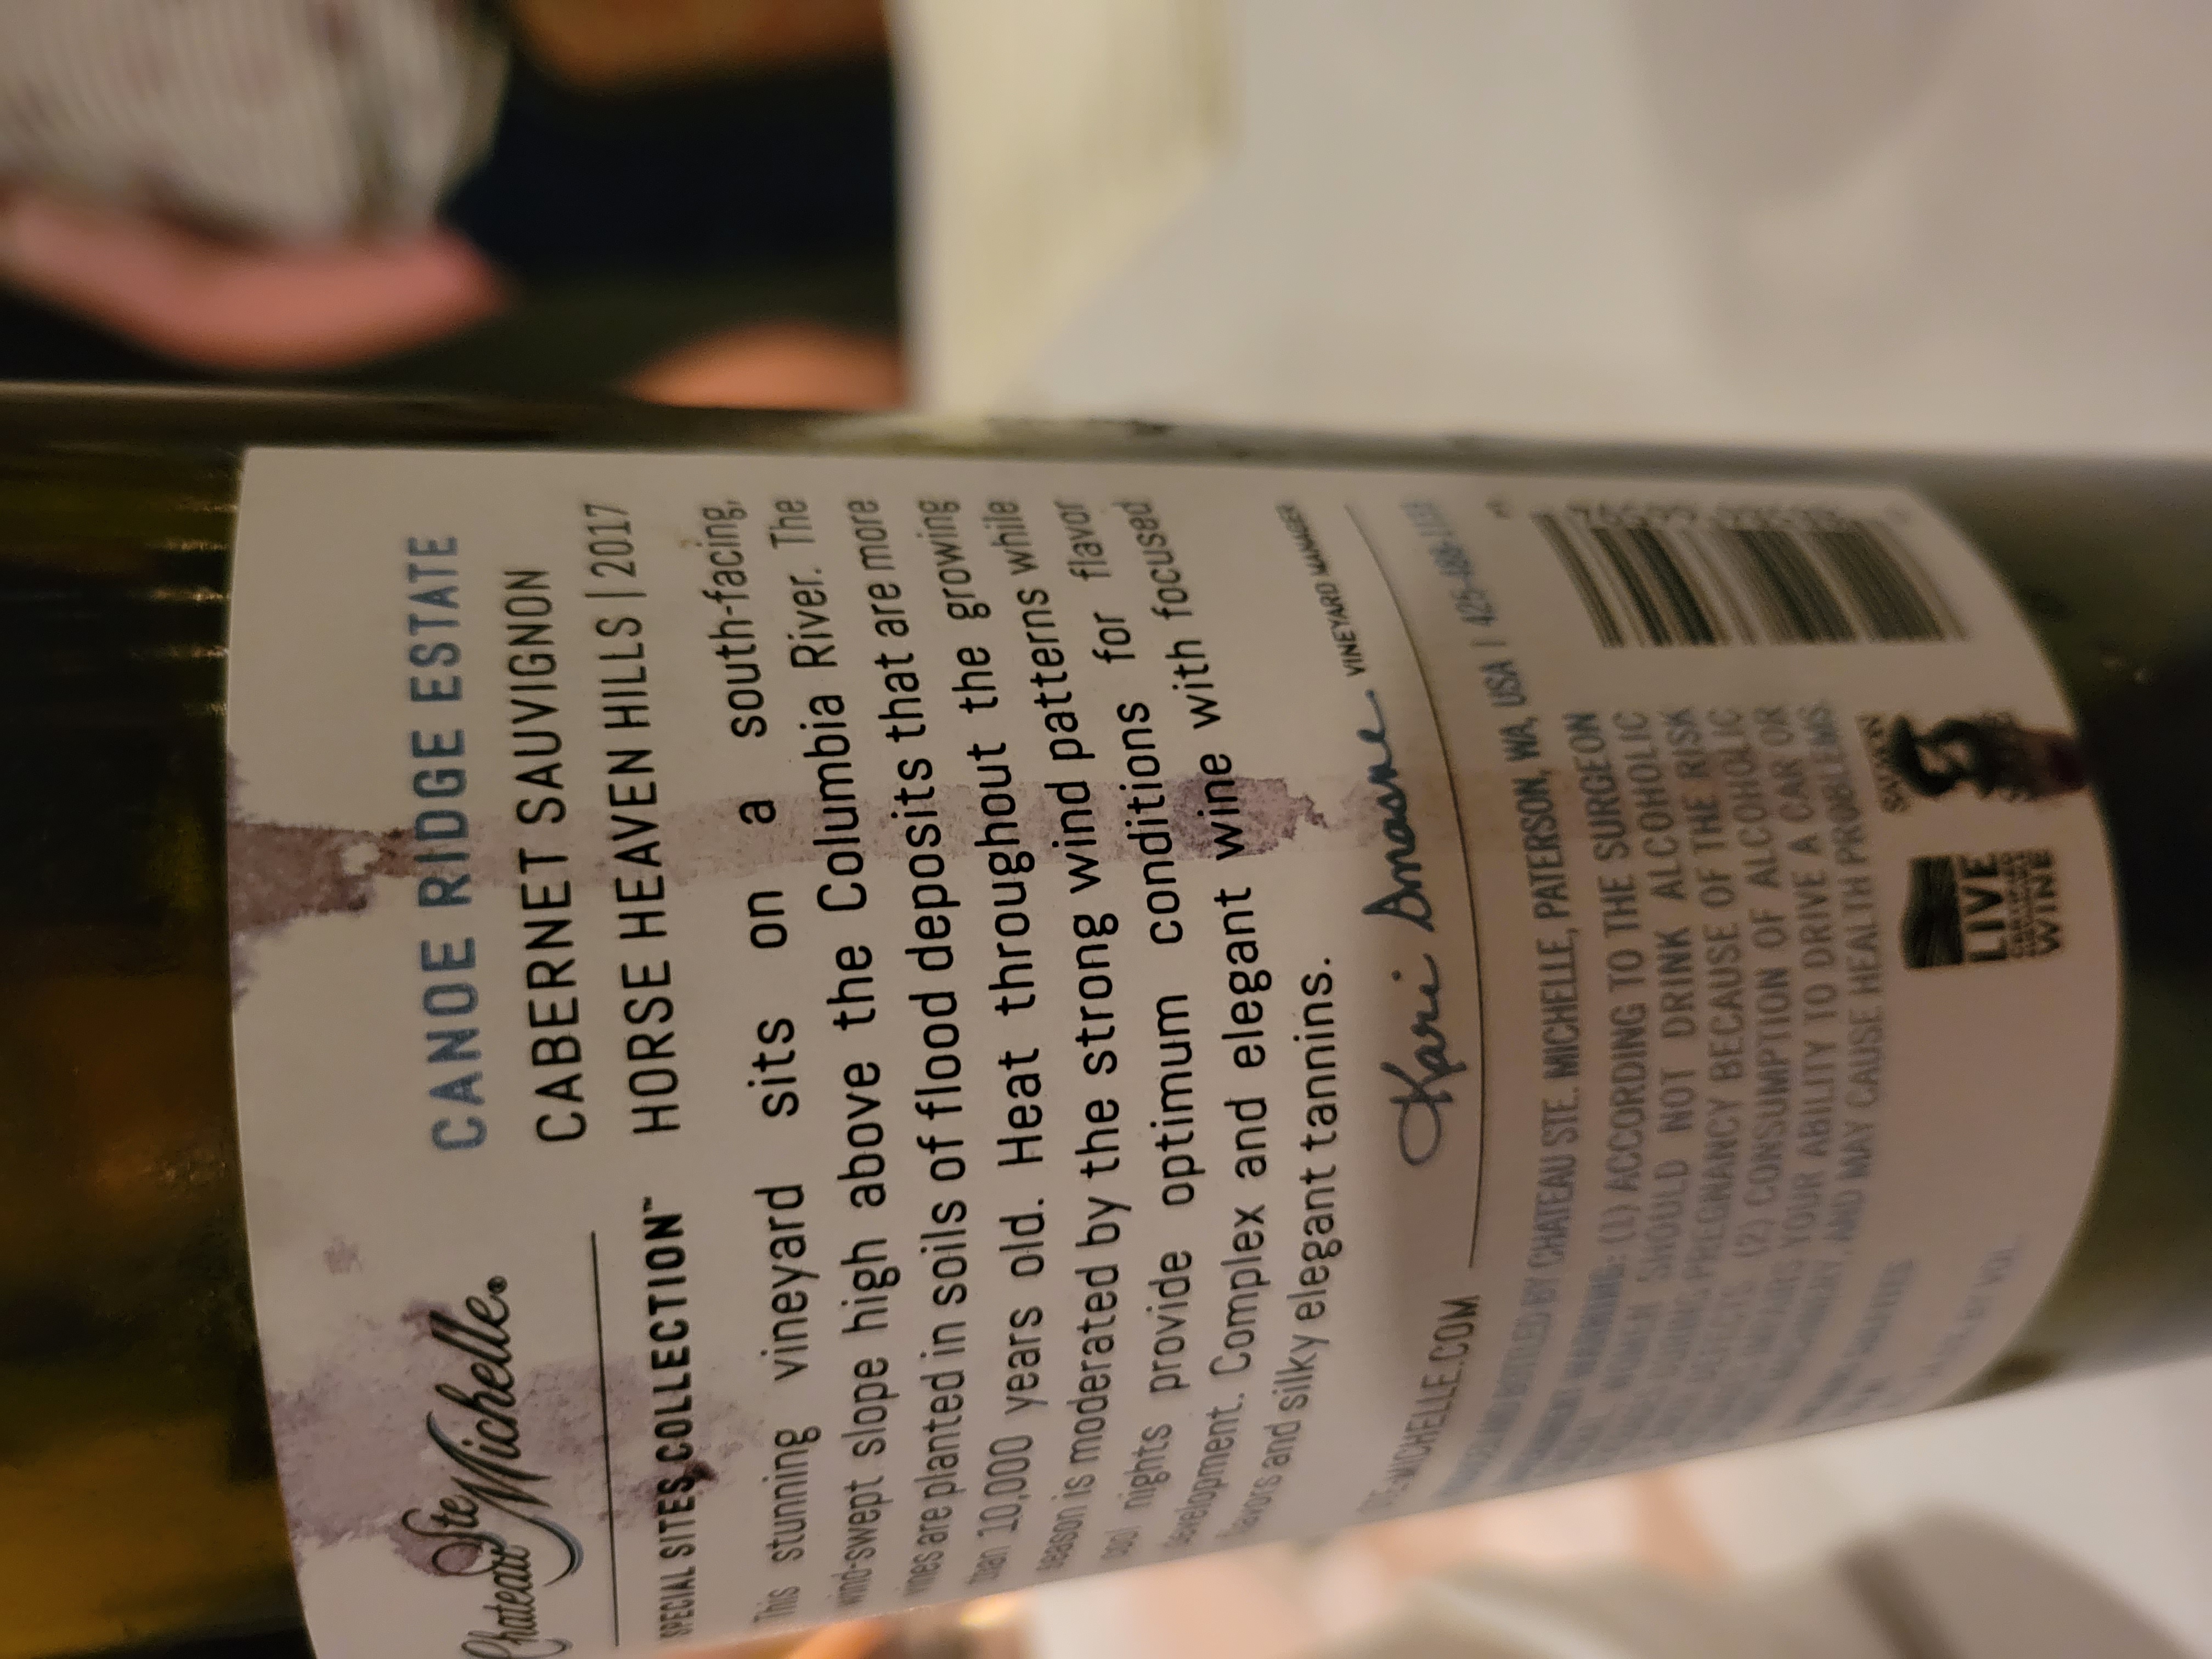 Chateau Ste Michelle®
SPECIAL SITES COLLECTION™
CANOE RIDGE ESTATE
CABERNET SAUVIGNON
HORSE HEAVEN HILLS | 2017
This stunning vineyard sits on a south-facing,
wind-swept slope high above the Columbia River. The
vines are planted in soils of flood deposits that are more
than 10,000 years old. Heat throughout the growing
season is moderated by the strong wind patterns while
cool nights provide optimum conditions for flavor
development. Complex and elegant wine with focused
flavors and silky elegant tannins.
Kari Smasne VINEYARD MANAGER
MICHELLE.COM
BOTTLED BY CHATEAU STE. MICHELLE, PATERSON, WA, USA |
WARNING: (1) ACCORDING TO THE SURGEON
WOMEN SHOULD NOT DRINK ALCOHOLIC
PREGNANCY BECAUSE OF THE RISK
(2) CONSUMPTION OF ALCOHOLIC
YOUR ABILITY TO DRIVE A CAR OR
AND MAY CAUSE HEALTH PROBLEMS.
LIVE
WINE